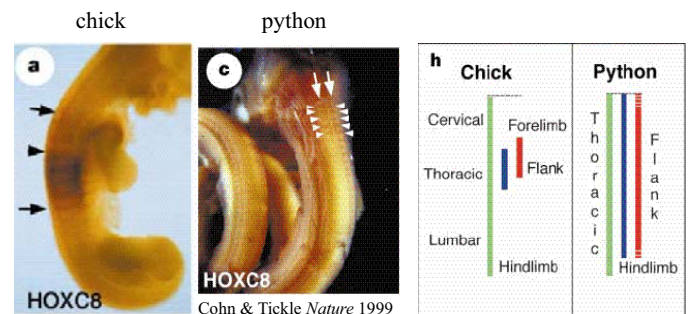 chick
python
a
HOXC8
c
HOXC8
Cohn & Tickle Nature 1999
h
Chick
Python
Cervical
Thoracic
Lumbar
Forelimb
Flank
Hindlimb
Thoracic
Flank
Hindlimb